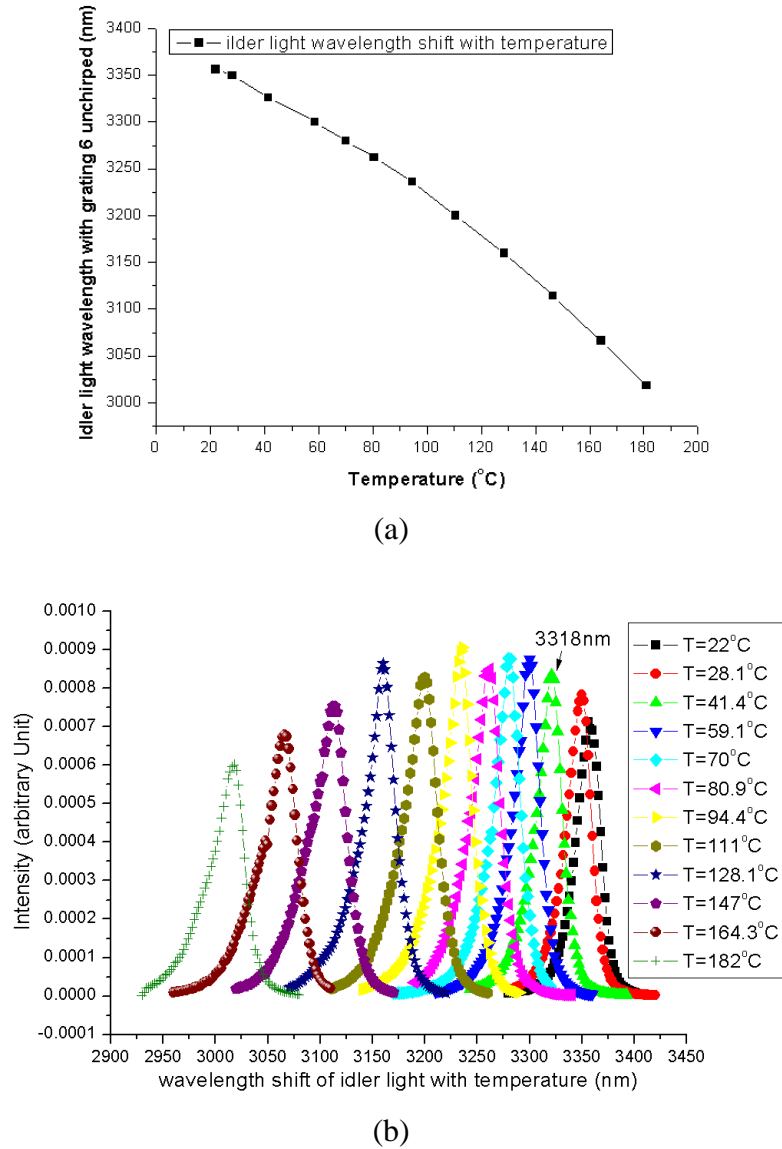 Idler light wavelength with grating 6 unchirped (nm)
3400
3350
3300
3250
3200
3150
3100
3050
3000
ilder light wavelength shift with temperature
0 20 40 60 80 100 120 140 160 180 200
Temperature (°C)
(a)
Intensity (arbitrary Unit)
0.0010
0.0009
0.0008
0.0007
0.0006
0.0005
0.0004
0.0003
0.0002
0.0001
0.0000
-0.0001
3318nm
T=22°C
T=28.1°C
T=41.4°C
T=59.1°C
T=70°C
T=80.9°C
T=94.4°C
T=111°C
T=128.1°C
T=147°C
T=164.3°C
T=182°C
2900 2950 3000 3050 3100 3150 3200 3250 3300 3350 3400 3450
wavelength shift of idler light with temperature (nm)
(b)